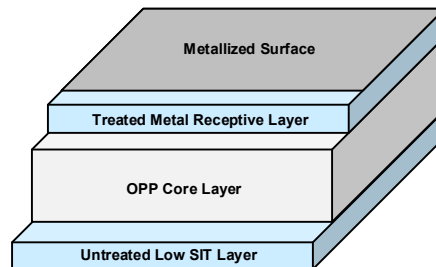 Metallized Surface
Treated Metal Receptive Layer
OPP Core Layer
Untreated Low SIT Layer